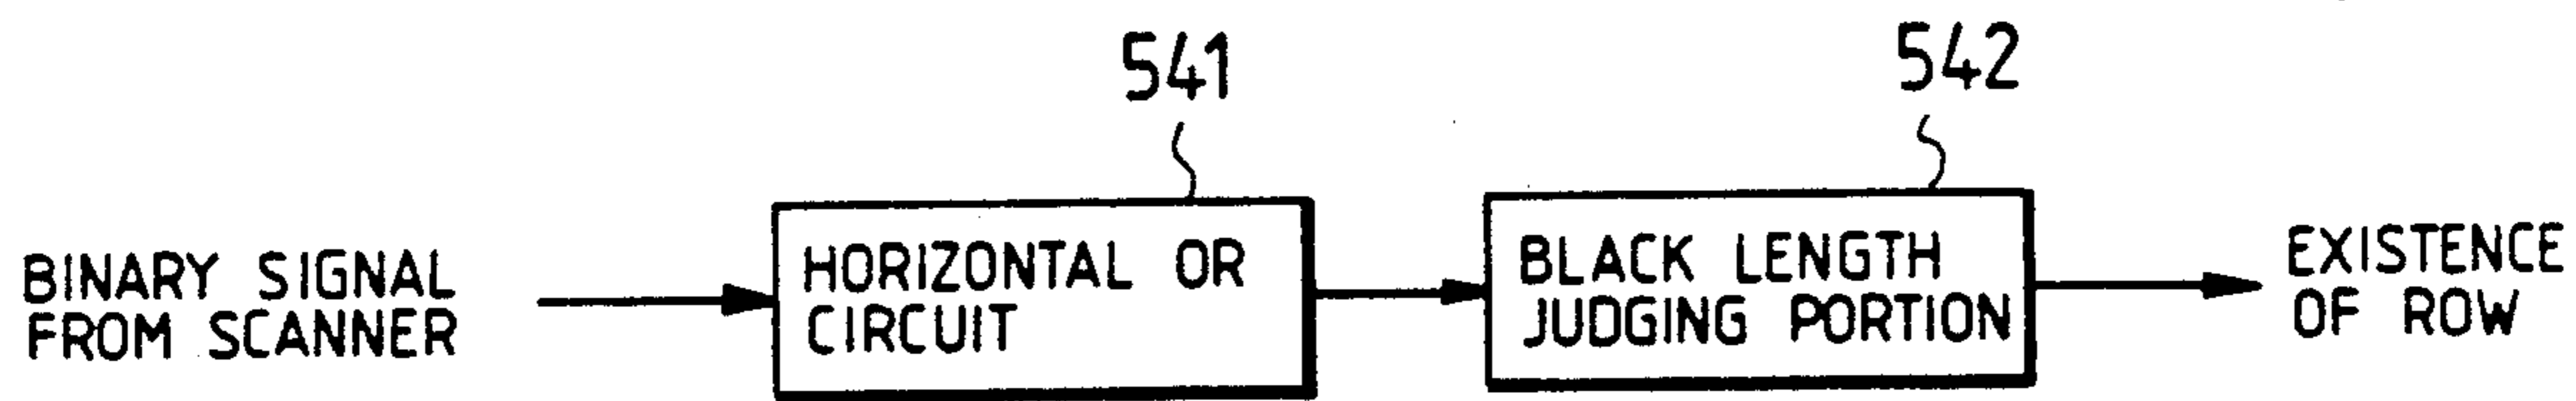 541
542
BINARY SIGNAL
FROM SCANNER
HORIZONTAL OR
CIRCUIT
BLACK LENGTH
JUDGING PORTION
EXISTENCE
OF ROW